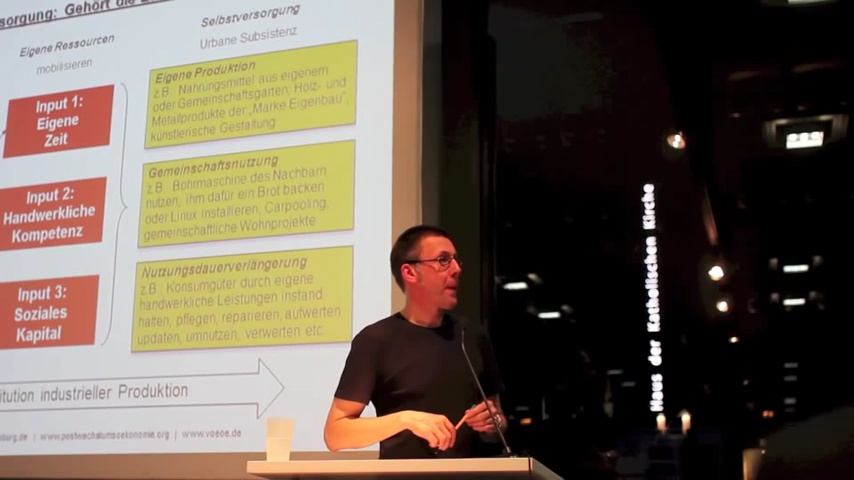 sorgung: Gehört die
Eigene Ressourcen
mobilisieren
Selbstversorgung
Urbane Subsistenz
Input 1:
Eigene
Zeit
Input 2:
Handwerkliche
Kompetenz
Input 3:
Soziales
Kapital
Eigene Produktion
z.B. Nahrungsmittel aus eigenem
oder Gemeinschaftsgarten, Holz- und
Metallprodukte der „Marke Eigenbau“,
künstlerische Gestaltung
Gemeinschaftsnutzung
z.B. Bohrmaschine des Nachbarn
nutzen, ihm dafür ein Brot backen
oder Linux installieren, Carpooling,
gemeinschaftliche Wohnprojekte
Nutzungsdauerverlängerung
z.B. Konsumgüter durch eigene
handwerkliche Leistungen instand
halten, pflegen, reparieren, aufwerten
updaten, umnutzen, verwerten etc.
itution industrieller Produktion
burg.de | www.postwachstumsoekonomie.org | www.voeoe.de
Haus der Katholischen Kirche